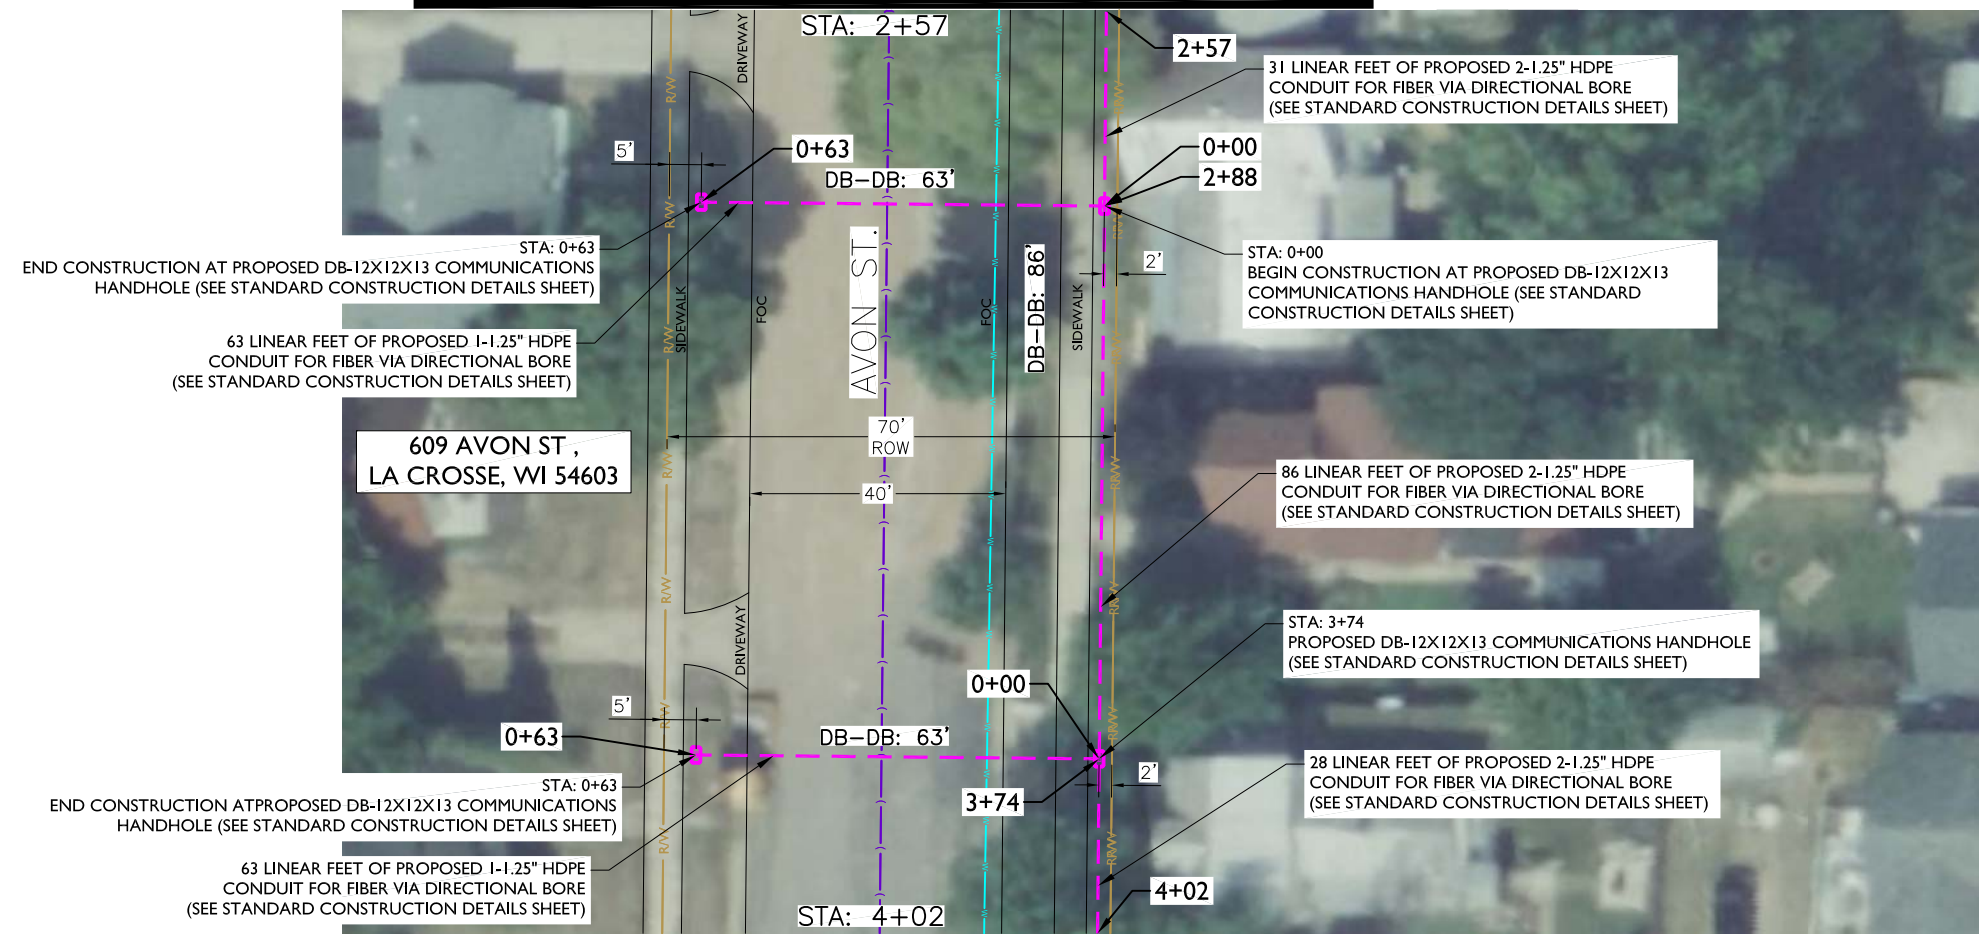 STA: 2+57
2+57
31 LINEAR FEET OF PROPOSED 2-1.25" HDPE
CONDUIT FOR FIBER VIA DIRECTIONAL BORE
(SEE STANDARD CONSTRUCTION DETAILS SHEET)
DRIVEWAY
R/W
R/W
5'
0+63
DB-DB: 63'
0+00
2+88
STA: 0+63
END CONSTRUCTION AT PROPOSED DB-12X12X13 COMMUNICATIONS
HANDHOLE (SEE STANDARD CONSTRUCTION DETAILS SHEET)
STA: 0+00
BEGIN CONSTRUCTION AT PROPOSED DB-12X12X13
COMMUNICATIONS HANDHOLE (SEE STANDARD
CONSTRUCTION DETAILS SHEET)
2'
63 LINEAR FEET OF PROPOSED 1-1.25" HDPE
CONDUIT FOR FIBER VIA DIRECTIONAL BORE
(SEE STANDARD CONSTRUCTION DETAILS SHEET)
R/W
SIDEWALK
FOC
AVON ST.
FOC
DB-DB: 86'
SIDEWALK
609 AVON ST ,
LA CROSSE, WI 54603
70'
ROW
40'
86 LINEAR FEET OF PROPOSED 2-1.25" HDPE
CONDUIT FOR FIBER VIA DIRECTIONAL BORE
(SEE STANDARD CONSTRUCTION DETAILS SHEET)
R/W
R/W
DRIVEWAY
STA: 3+74
PROPOSED DB-12X12X13 COMMUNICATIONS HANDHOLE
(SEE STANDARD CONSTRUCTION DETAILS SHEET)
0+00
R/W
5'
0+63
DB-DB: 63'
3+74
2'
STA: 0+63
END CONSTRUCTION ATPROPOSED DB-12X12X13 COMMUNICATIONS
HANDHOLE (SEE STANDARD CONSTRUCTION DETAILS SHEET)
28 LINEAR FEET OF PROPOSED 2-1.25" HDPE
CONDUIT FOR FIBER VIA DIRECTIONAL BORE
(SEE STANDARD CONSTRUCTION DETAILS SHEET)
63 LINEAR FEET OF PROPOSED 1-1.25" HDPE
CONDUIT FOR FIBER VIA DIRECTIONAL BORE
(SEE STANDARD CONSTRUCTION DETAILS SHEET)
R/W
4+02
STA: 4+02